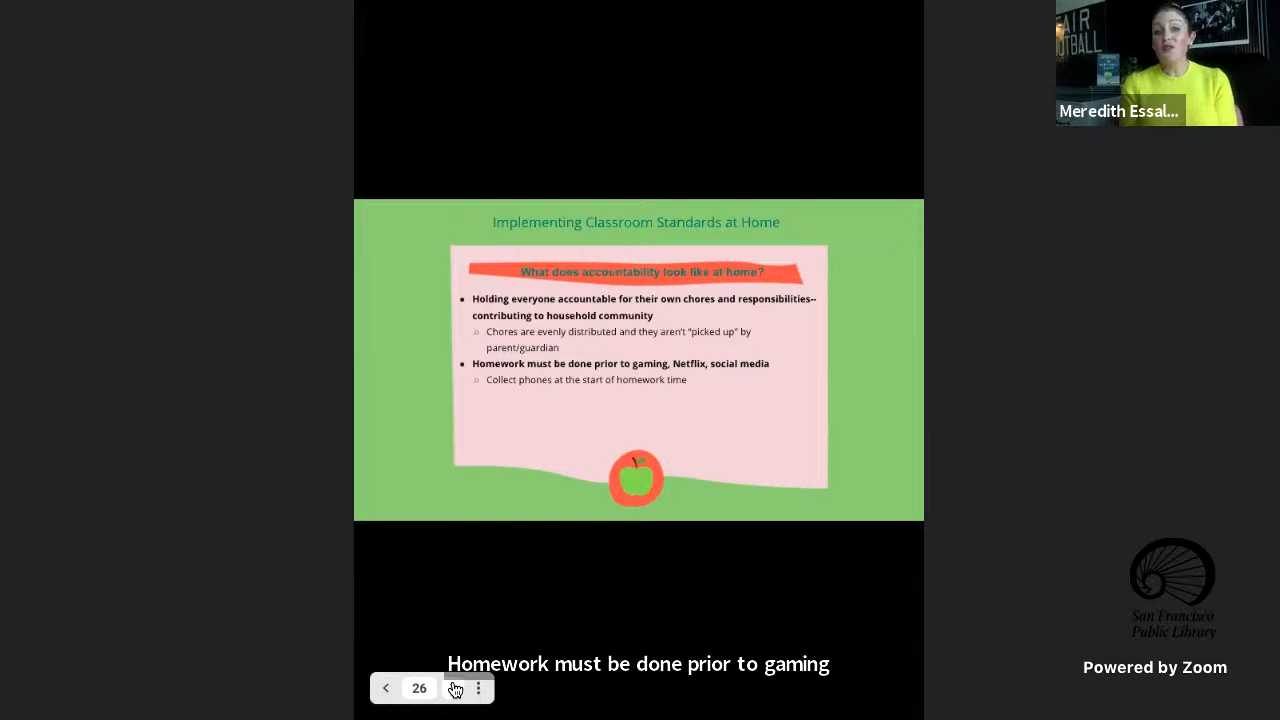 AIR
OTBALL
Meredith Essal...
Implementing Classroom Standards at Home
What does accountability look like at home?
• Holding everyone accountable for their own chores and responsibilities--
contributing to household community
○ Chores are evenly distributed and they aren't "picked up" by
parent/guardian
• Homework must be done prior to gaming, Netflix, social media
○ Collect phones at the start of homework time
San Francisco
Public Library
Homework must be done prior to gaming
Powered by Zoom
26